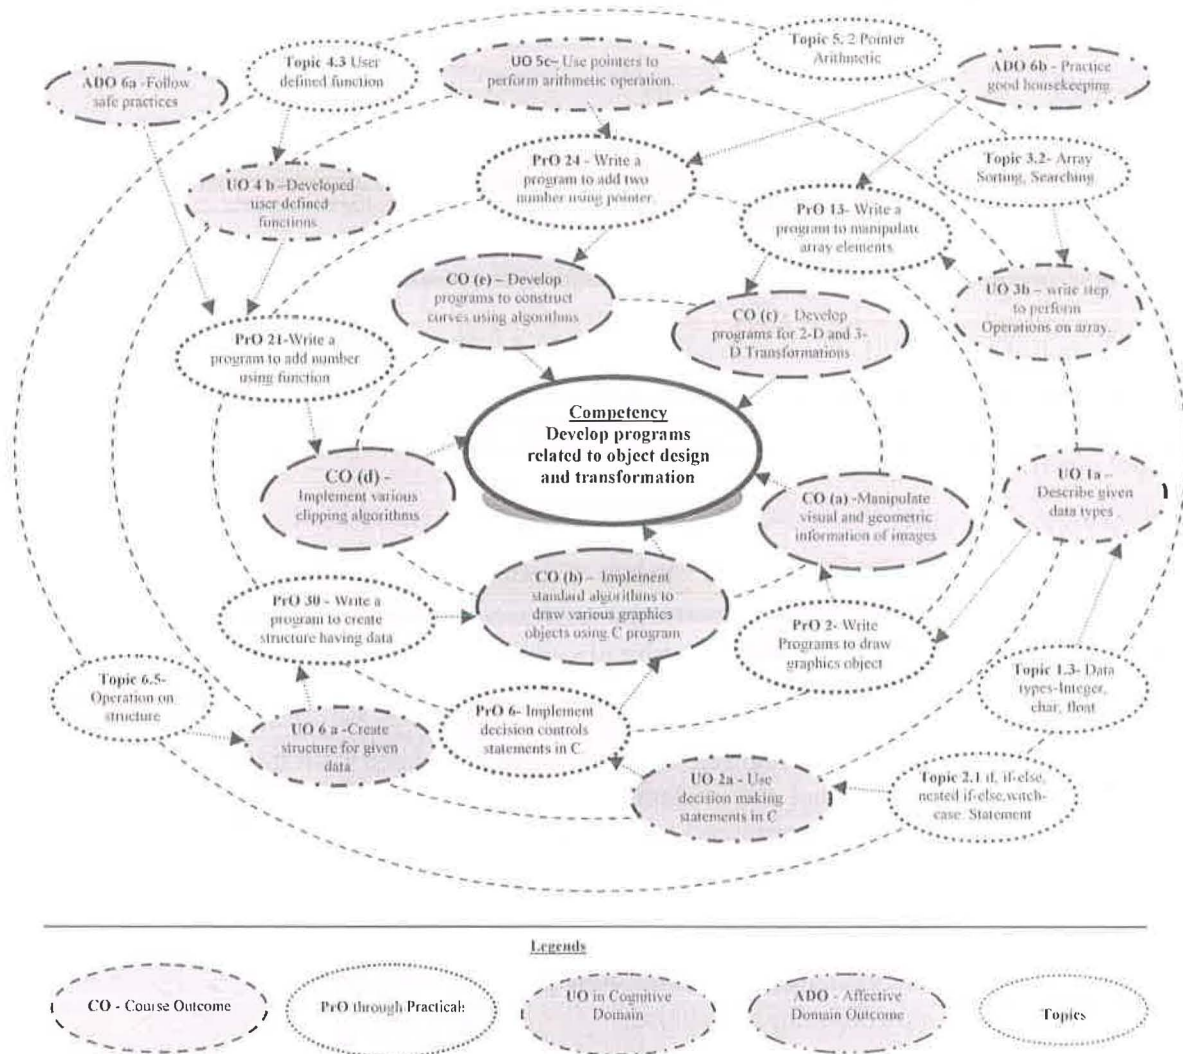 Topic 4.3 User
defined function
UO 5c– Use pointers to
perform arithmetic operation.
Topic 5. 2 Pointer
Arithmetic
ADO 6a -Follow
safe practices
ADO 6b - Practice
good housekeeping.
PrO 24 - Write a
program to add two
number using pointer.
Topic 3.2- Array
Sorting, Searching
UO 4 b –Developed
user defined
functions
PrO 13- Write a
program to manipulate
array elements
CO (e) – Develop
programs to construct
curves using algorithms
CO (c) - Develop
programs for 2-D and 3-
D Transformations
UO 3b – write step
to perform
Operations on array.
PrO 21-Write a
program to add number
using function
Competency
Develop programs
related to object design
and transformation
CO (d) -
Implement various
clipping algorithms
CO (a) -Manipulate
visual and geometric
information of images
UO 1a –
Describe given
data types
CO (b) – Implement
standard algorithms to
draw various graphics
objects using C program
PrO 30 - Write a
program to create
structure having data
PrO 2- Write
Programs to draw
graphics object
Topic 1.3- Data
types-Integer,
char, float
Topic 6.5-
Operation on
structure
UO 6 a -Create
structure for given
data
PrO 6- Implement
decision controls
statements in C.
UO 2a - Use
decision making
statements in C
Topic 2.1 if, if-else,
nested if-else,witch-
case. Statement
Legends
CO - Course Outcome
PrO through Practical:
UO in Cognitive
Domain
ADO - Affective
Domain Outcome
Topics